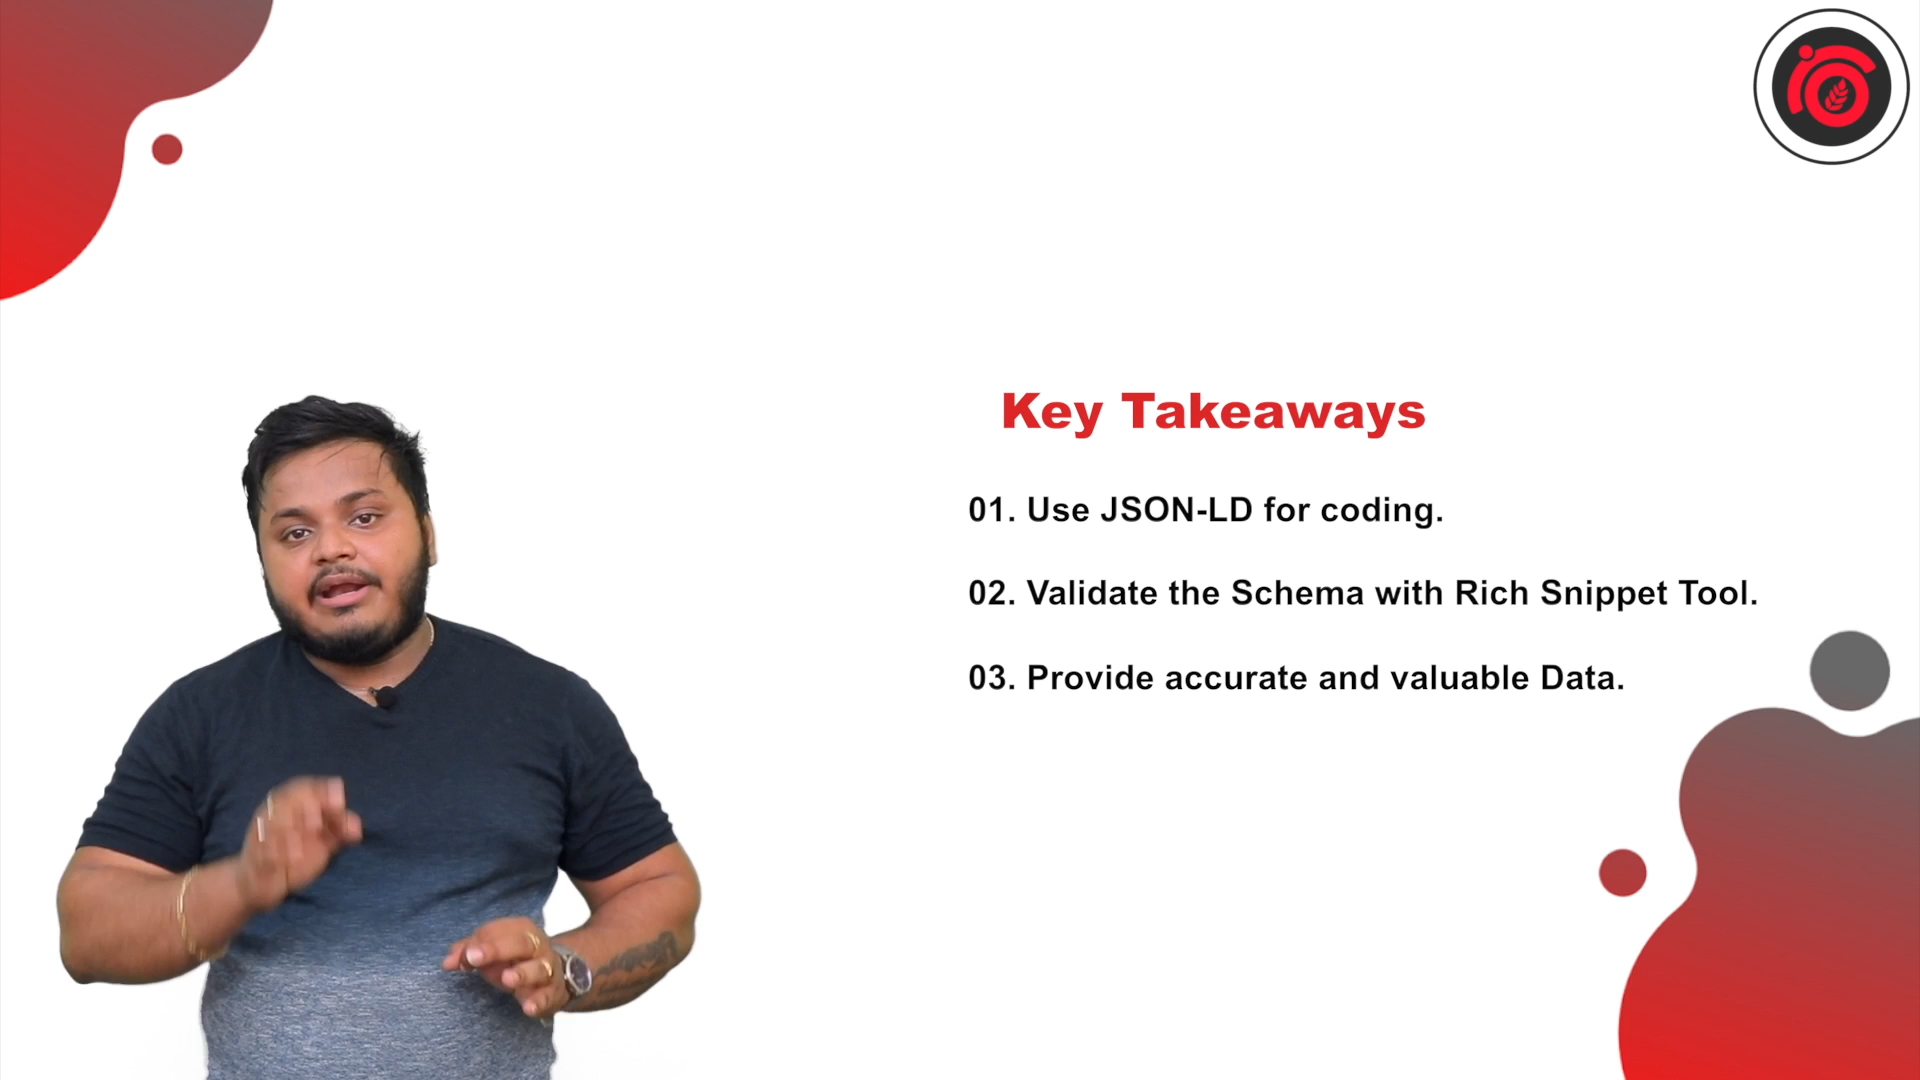 Key Takeaways
01. Use JSON-LD for coding.
02. Validate the Schema with Rich Snippet Tool.
03. Provide accurate and valuable Data.